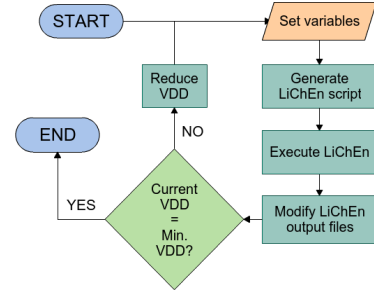 START
Set variables
Reduce
VDD
Generate
LiChEn script
END
NO
Execute LiChEn
Current
VDD
=
Min.
VDD?
YES
Modify LiChEn
output files